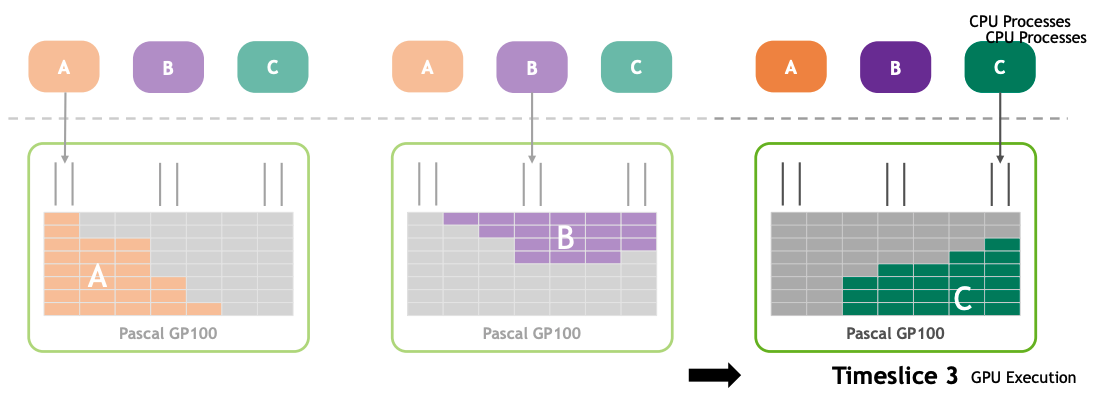 CPU Processes
CPU Processes
A B C
A B C
A B C
A
B
C
Pascal GP100
Pascal GP100
Pascal GP100
Timeslice 3 GPU Execution